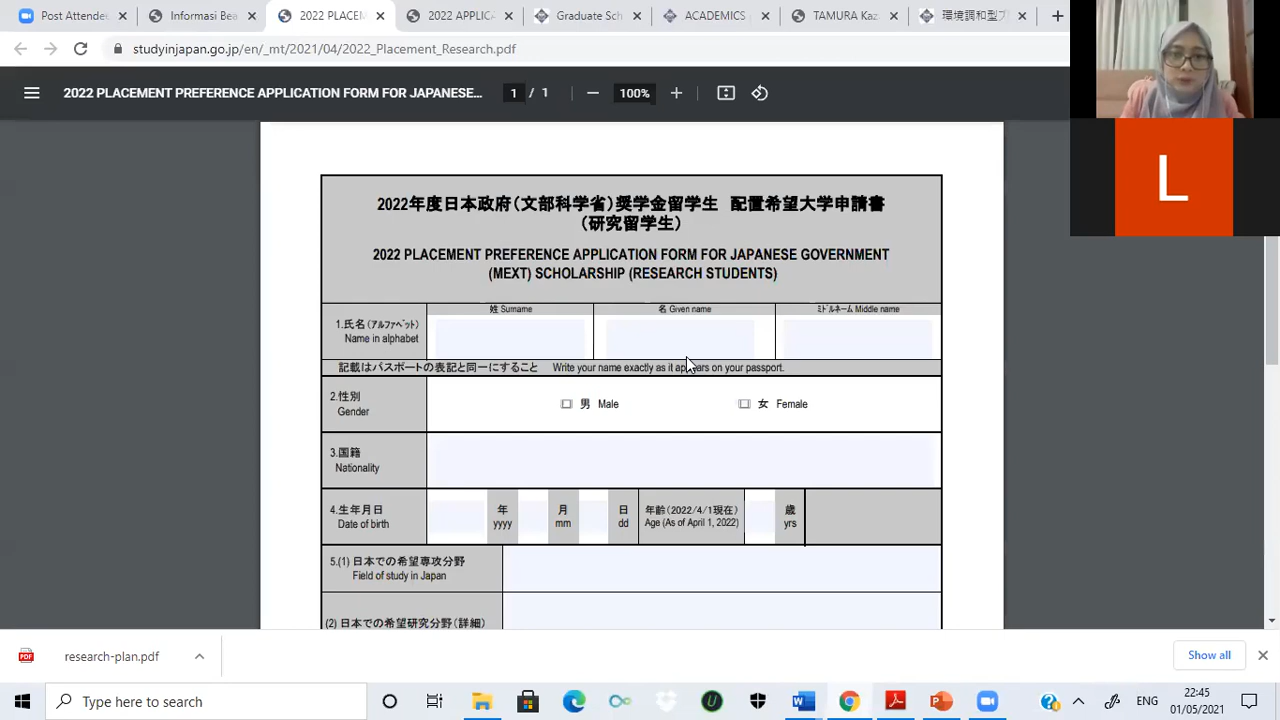 Post Attende
Informasi Bea
2022 PLACEM
2022 APPLICA
Graduate Sch
ACADEMICS
TAMURA Kaz
環境調和型プ
studyinjapan.go.jp/en/_mt/2021/04/2022_Placement_Research.pdf
2022 PLACEMENT PREFERENCE APPLICATION FORM FOR JAPANESE...
1 / 1
100%
L
2022年度日本政府（文部科学省）奨学金留学生 配置希望大学申請書
（研究留学生）
2022 PLACEMENT PREFERENCE APPLICATION FORM FOR JAPANESE GOVERNMENT
(MEXT) SCHOLARSHIP (RESEARCH STUDENTS)
姓 Surname
名 Given name
ﾐﾄﾞﾙﾈｰﾑ Middle name
1.氏名（ｱﾙﾌｧﾍﾞｯﾄ）
Name in alphabet
記載はパスポートの表記と同一にすること Write your name exactly as it appears on your passport.
2.性別
Gender
男 Male
女 Female
3.国籍
Nationality
4.生年月日
Date of birth
年
yyyy
月
mm
日
dd
年齢（2022/4/1現在）
Age (As of April 1, 2022)
歳
yrs
5.(1) 日本での希望専攻分野
Field of study in Japan
(2) 日本での希望研究分野（詳細）
research-plan.pdf
Show all
Type here to search
ENG
22:45
01/05/2021